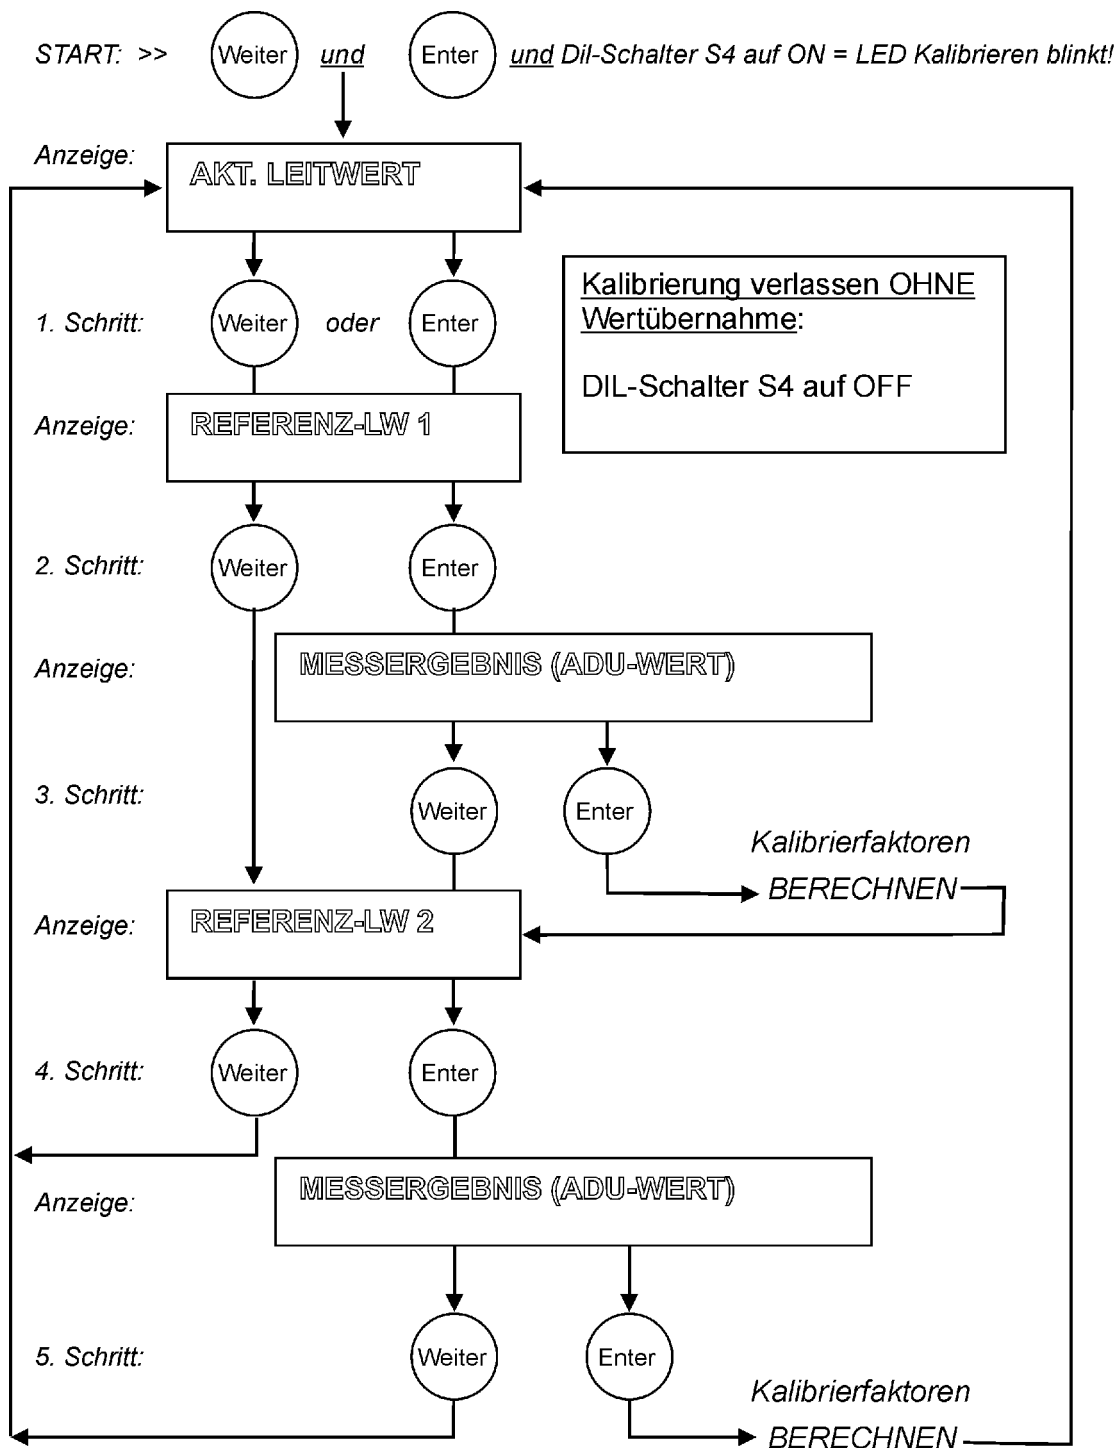 START: >> Weiter und Enter und Dil-Schalter S4 auf ON = LED Kalibrieren blinkt!
Anzeige: AKT. LEITWERT
Kalibrierung verlassen OHNE
Wertübernahme:
DIL-Schalter S4 auf OFF
1. Schritt: Weiter oder Enter
Anzeige: REFERENZ-LW 1
2. Schritt: Weiter Enter
Anzeige: MESSERGEBNIS (ADU-WERT)
3. Schritt: Weiter Enter
Kalibrierfaktoren
BERECHNEN
Anzeige: REFERENZ-LW 2
4. Schritt: Weiter Enter
Anzeige: MESSERGEBNIS (ADU-WERT)
5. Schritt: Weiter Enter
Kalibrierfaktoren
BERECHNEN